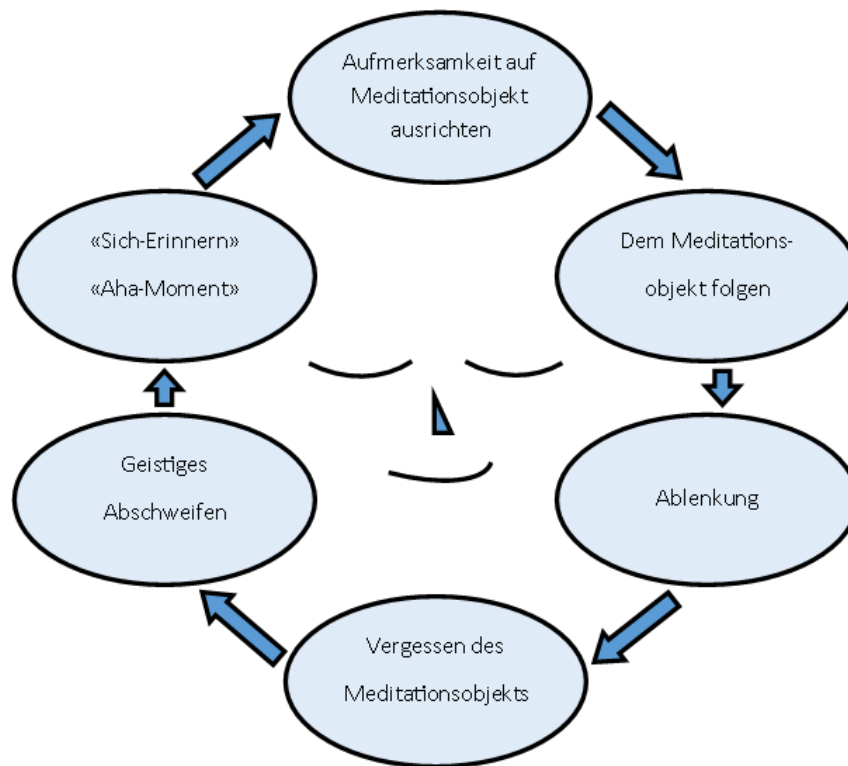 Aufmerksamkeit auf
Meditationsobjekt
ausrichten
Dem Meditations-
objekt folgen
Ablenkung
Vergessen des
Meditationsobjekts
Geistiges
Abschweifen
«Sich-Erinnern»
«Aha-Moment»